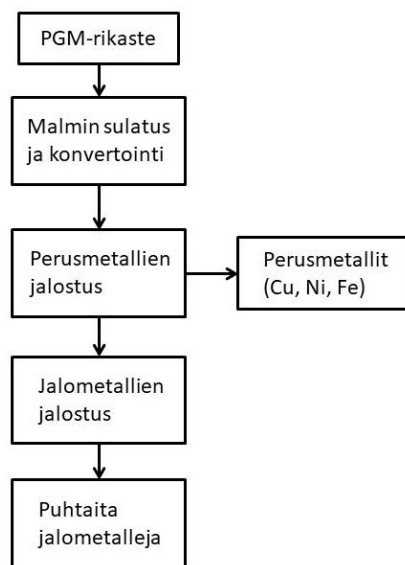 PGM-rikaste
Malmin sulatus
ja konvertointi
Perusmetallien
jalostus
Perusmetallit
(Cu, Ni, Fe)
Jalometallien
jalostus
Puhtaita
jalometalleja